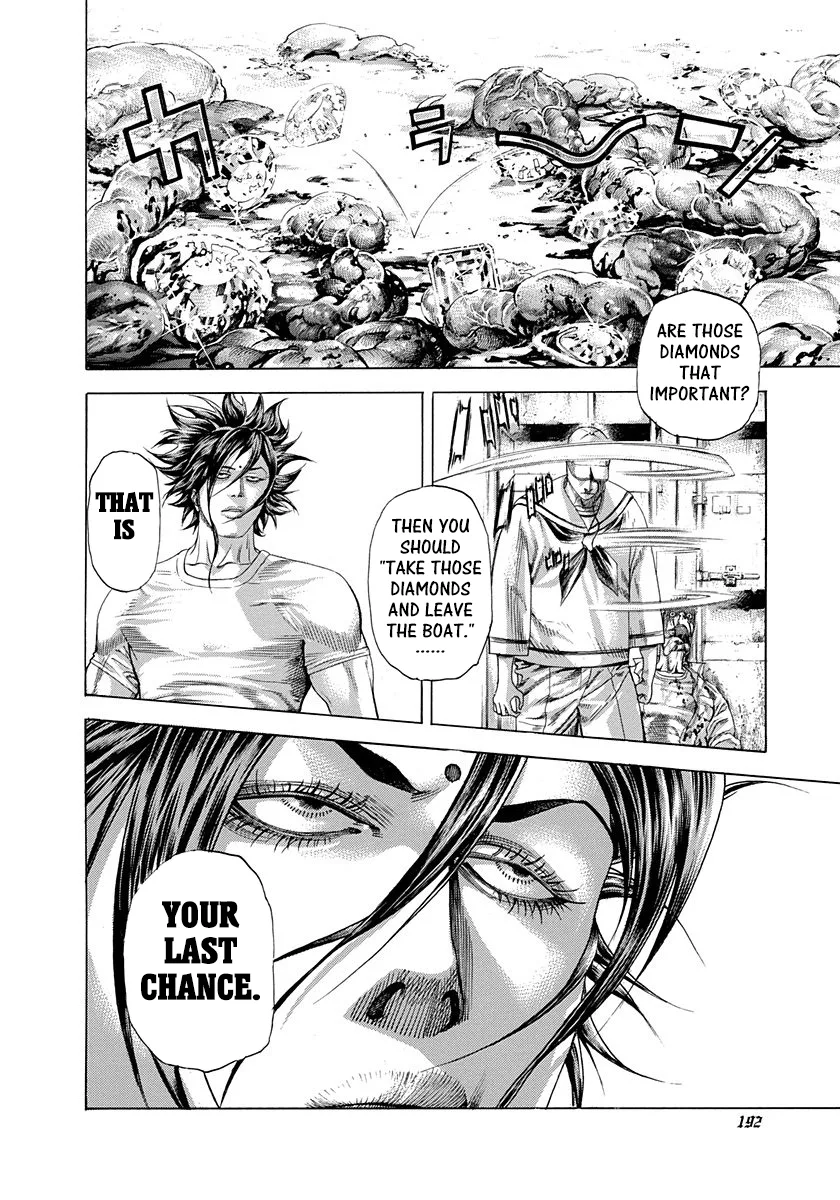 カラーン
ARE THOSE
DIAMONDS
THAT
IMPORTANT?
THEN YOU
SHOULD
"TAKE THOSE
DIAMONDS
AND LEAVE
THE BOAT."
......
THAT
IS
YOUR
LAST
CHANCE.
192